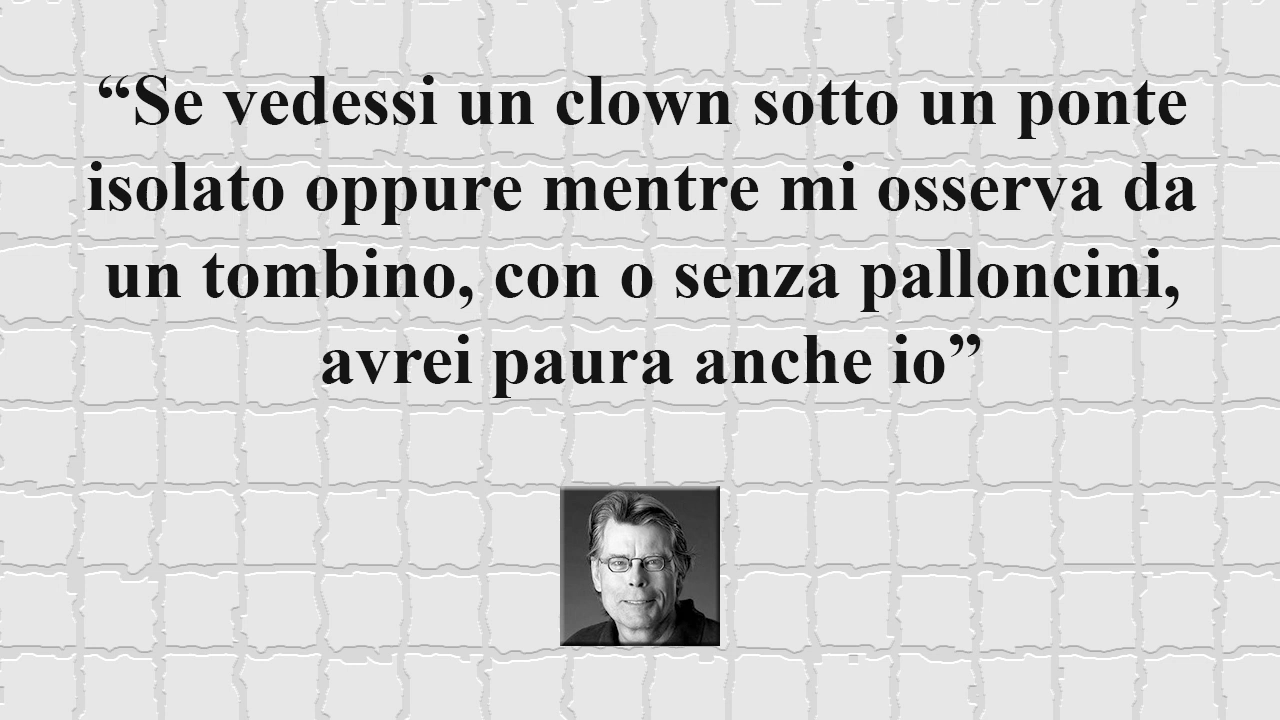 “Se vedessi un clown sotto un ponte
isolato oppure mentre mi osserva da
un tombino, con o senza palloncini,
avrei paura anche io”